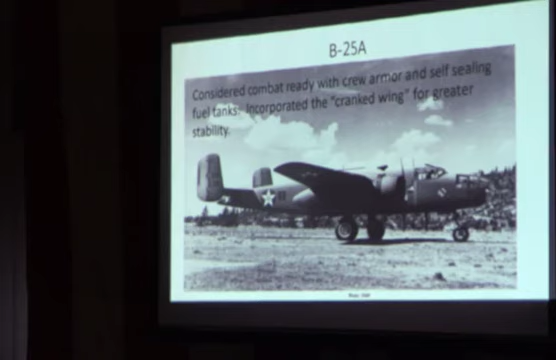 B-25A
Considered combat ready with crew armor and self sealing
fuel tanks. Incorporated the "cranked wing" for greater
stability.